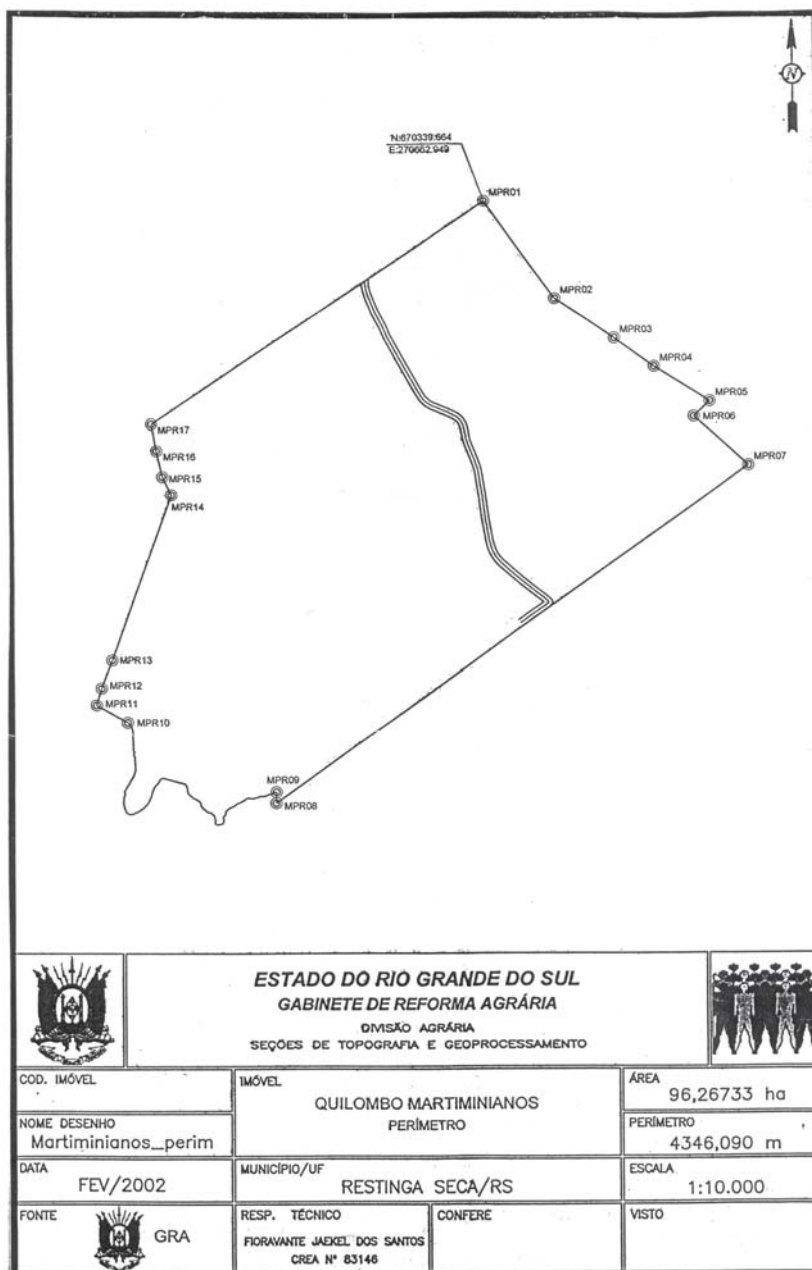 N
N:670339.664
E:279662.949
MPR01
MPR02
MPR03
MPR04
MPR05
MPR06
MPR07
MPR17
MPR16
MPR15
MPR14
MPR13
MPR12
MPR11
MPR10
MPR09
MPR08
ESTADO DO RIO GRANDE DO SUL
GABINETE DE REFORMA AGRÁRIA
DIVISÃO AGRÁRIA
SEÇÕES DE TOPOGRAFIA E GEOPROCESSAMENTO
COD. IMÓVEL
IMÓVEL
QUILOMBO MARTIMINIANOS
PERÍMETRO
ÁREA
96,26733 ha
NOME DESENHO
Martiminianos_perim
PERÍMETRO
4346,090 m
DATA
FEV/2002
MUNICÍPIO/UF
RESTINGA SECA/RS
ESCALA
1:10.000
FONTE
GRA
RESP. TÉCNICO
FIORAVANTE JAEKEL DOS SANTOS
CREA Nº 83146
CONFERE
VISTO